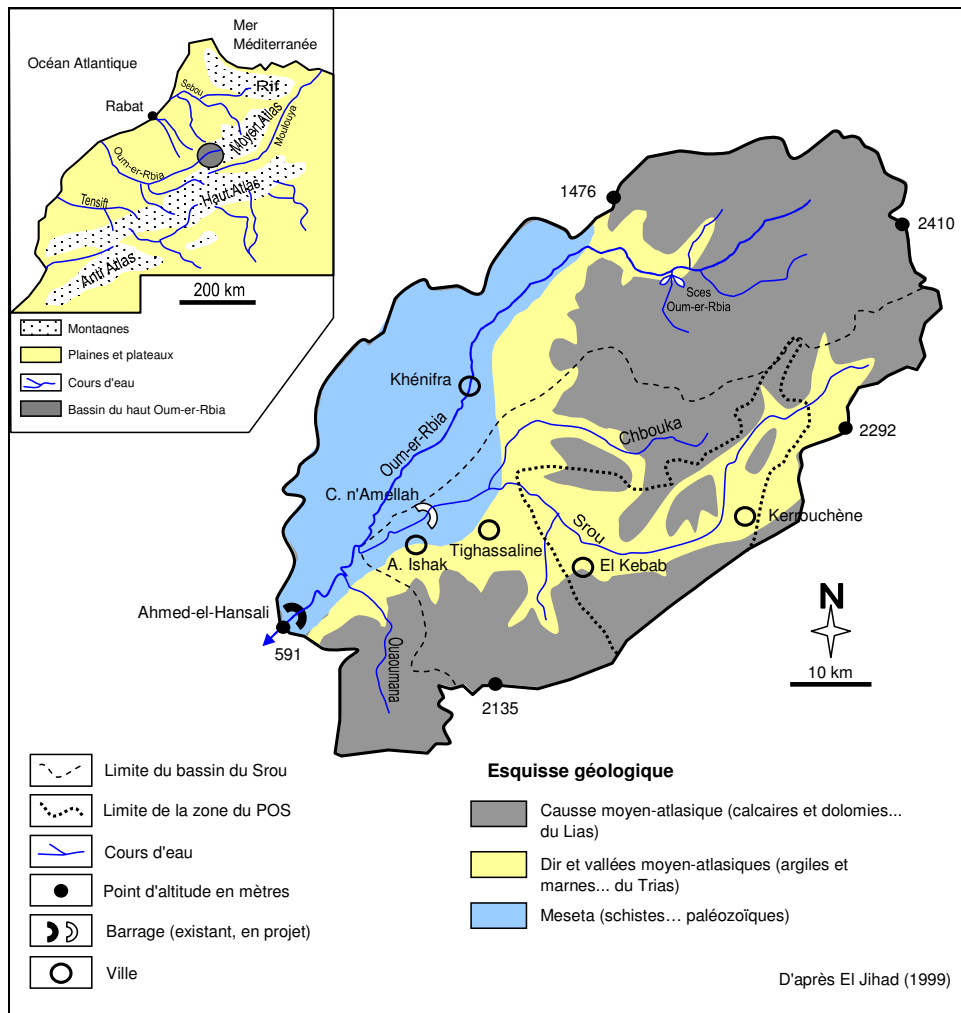 Mer
Méditerranée
Océan Atlantique
Rabat
Sebou
Rif
Moyen Atlas
Moulouya
Oum-er-Rbia
Haut Atlas
Tensift
Anti Atlas
200 km
Montagnes
Plaines et plateaux
Cours d'eau
Bassin du haut Oum-er-Rbia
1476
2410
Sces
Oum-er-Rbia
Khénifra
Oum-er-Rbia
Chbouka
2292
C. n'Amellah
Srou
Kerrouchène
Tighassaline
A. Ishak
El Kebab
Ahmed-el-Hansali
591
Ouaoumana
2135
N
10 km
Limite du bassin du Srou
Limite de la zone du POS
Cours d'eau
Point d'altitude en mètres
Barrage (existant, en projet)
Ville
Esquisse géologique
Causse moyen-atlasique (calcaires et dolomies...
du Lias)
Dir et vallées moyen-atlasiques (argiles et
marnes... du Trias)
Meseta (schistes... paléozoïques)
D'après El Jihad (1999)